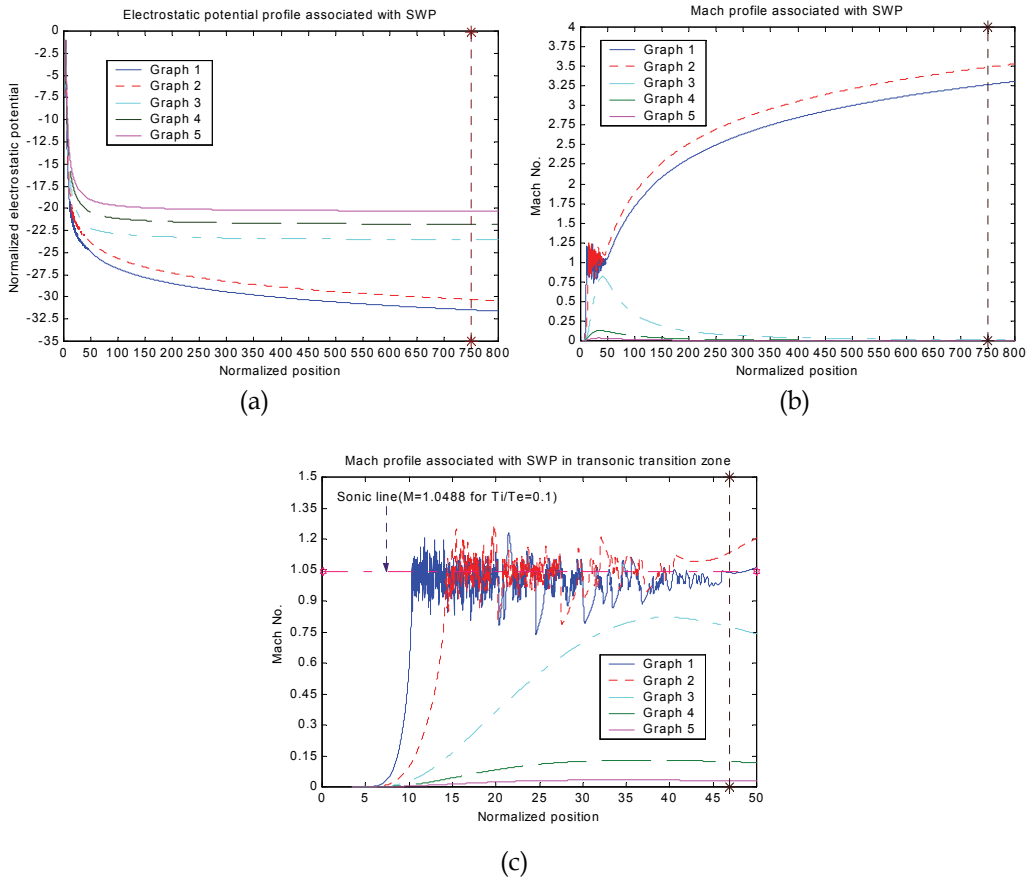 Electrostatic potential profile associated with SWP
0
-2.5
-5
-7.5
-10
-12.5
-15
-17.5
-20
-22.5
-25
-27.5
-30
-32.5
-35
Normalized electrostatic potential
Graph 1
Graph 2
Graph 3
Graph 4
Graph 5
0 50 100 150 200 250 300 350 400 450 500 550 600 650 700 750 800
Normalized position
(a)
Mach profile associated with SWP
4
3.75
3.5
3.25
3
2.75
2.5
2.25
2
1.75
1.5
1.25
1
0.75
0.5
0.25
0
Mach No.
Graph 1
Graph 2
Graph 3
Graph 4
Graph 5
0 50 100 150 200 250 300 350 400 450 500 550 600 650 700 750 800
Normalized position
(b)
Mach profile associated with SWP in transonic transition zone
1.5
1.35
1.2
1.05
0.9
0.75
0.6
0.45
0.3
0.15
0
Mach No.
Sonic line(M=1.0488 for Ti/Te=0.1)
Graph 1
Graph 2
Graph 3
Graph 4
Graph 5
0 5 10 15 20 25 30 35 40 45 50
Normalized position
(c)